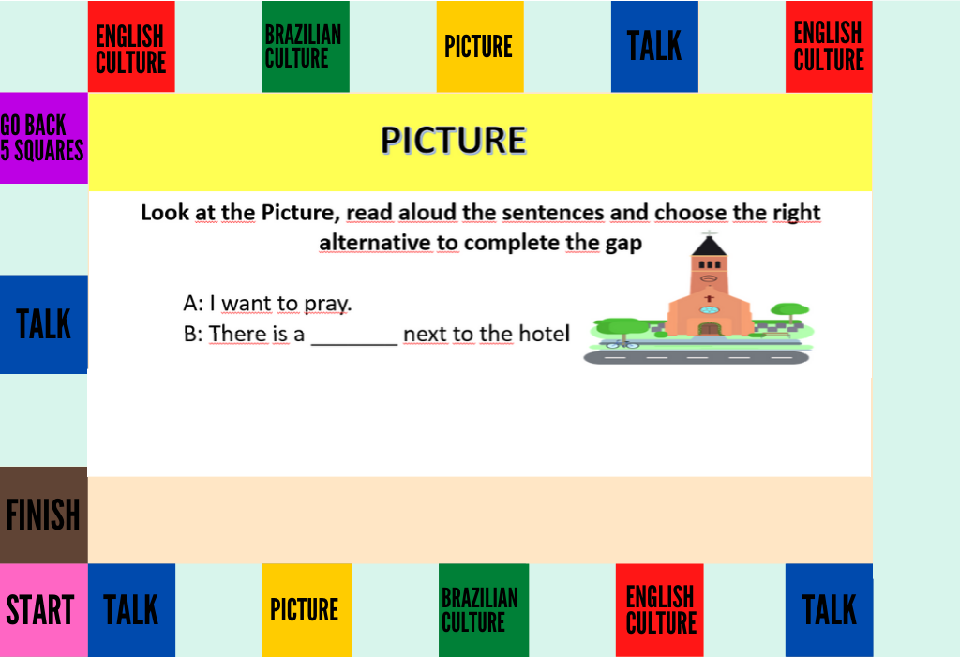 ENGLISH
CULTURE
BRAZILIAN
CULTURE
PICTURE
TALK
ENGLISH
CULTURE
GO BACK
5 SQUARES
PICTURE
Look at the Picture, read aloud the sentences and choose the right
alternative to complete the gap
A: I want to pray.
B: There is a _______ next to the hotel
TALK
FINISH
START
TALK
PICTURE
BRAZILIAN
CULTURE
ENGLISH
CULTURE
TALK